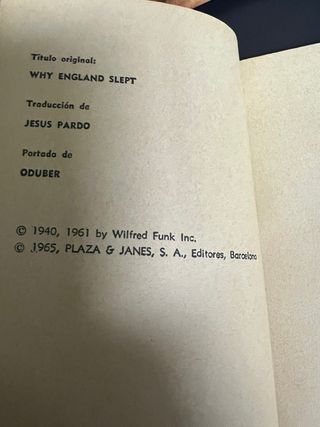 Título original:
WHY ENGLAND SLEPT
Traducción de
JESUS PARDO
Portada de
ODUBER
© 1940, 1961 by Wilfred Funk Inc.
© 1965, PLAZA & JANES, S. A., Editores, Barcelona